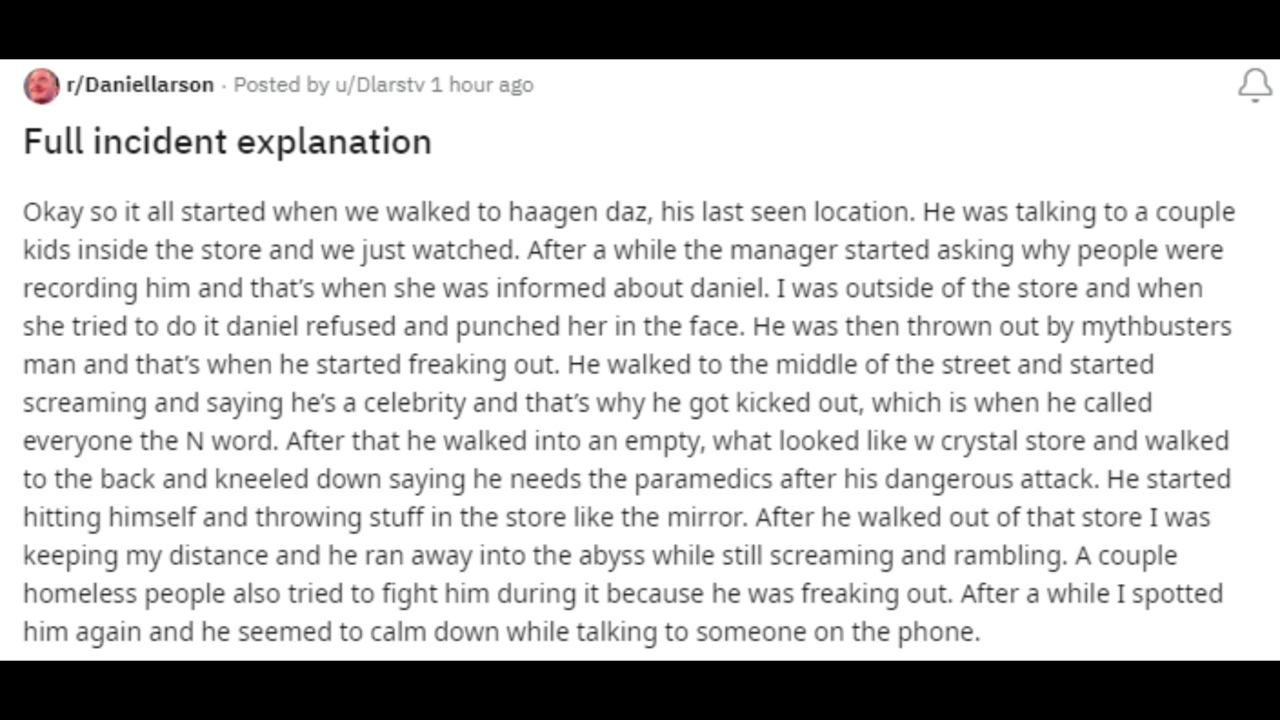 r/Daniellarson · Posted by u/Dlarstv 1 hour ago
Full incident explanation
Okay so it all started when we walked to haagen daz, his last seen location. He was talking to a couple
kids inside the store and we just watched. After a while the manager started asking why people were
recording him and that’s when she was informed about daniel. I was outside of the store and when
she tried to do it daniel refused and punched her in the face. He was then thrown out by mythbusters
man and that’s when he started freaking out. He walked to the middle of the street and started
screaming and saying he’s a celebrity and that’s why he got kicked out, which is when he called
everyone the N word. After that he walked into an empty, what looked like w crystal store and walked
to the back and kneeled down saying he needs the paramedics after his dangerous attack. He started
hitting himself and throwing stuff in the store like the mirror. After he walked out of that store I was
keeping my distance and he ran away into the abyss while still screaming and rambling. A couple
homeless people also tried to fight him during it because he was freaking out. After a while I spotted
him again and he seemed to calm down while talking to someone on the phone.